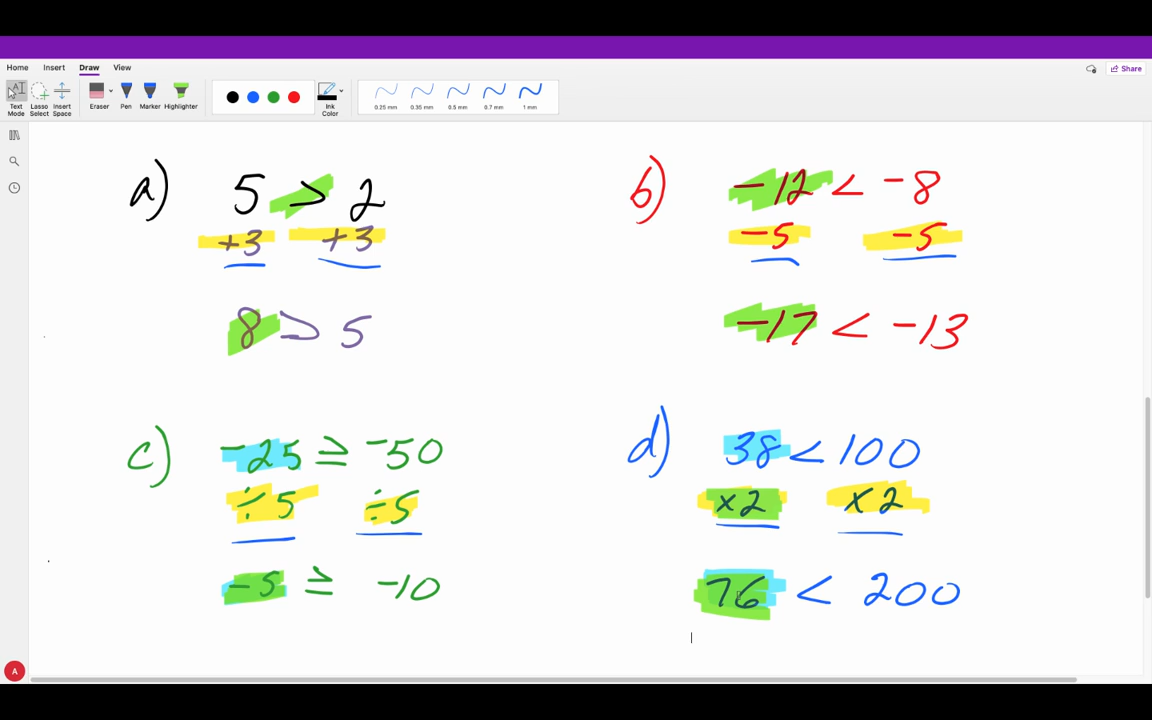 Home Insert Draw View
Share
Text Mode Lasso Select Insert Space Eraser Pen Marker Highlighter Ink Color 0.25 mm 0.35 mm 0.5 mm 0.7 mm 1 mm
a) 5 > 2
+3 +3
8 > 5
b) -12 < -8
-5 -5
-17 < -13
c) -25 ≥ -50
÷5 ÷5
-5 ≥ -10
d) 38 < 100
x2 x2
76 < 200
A